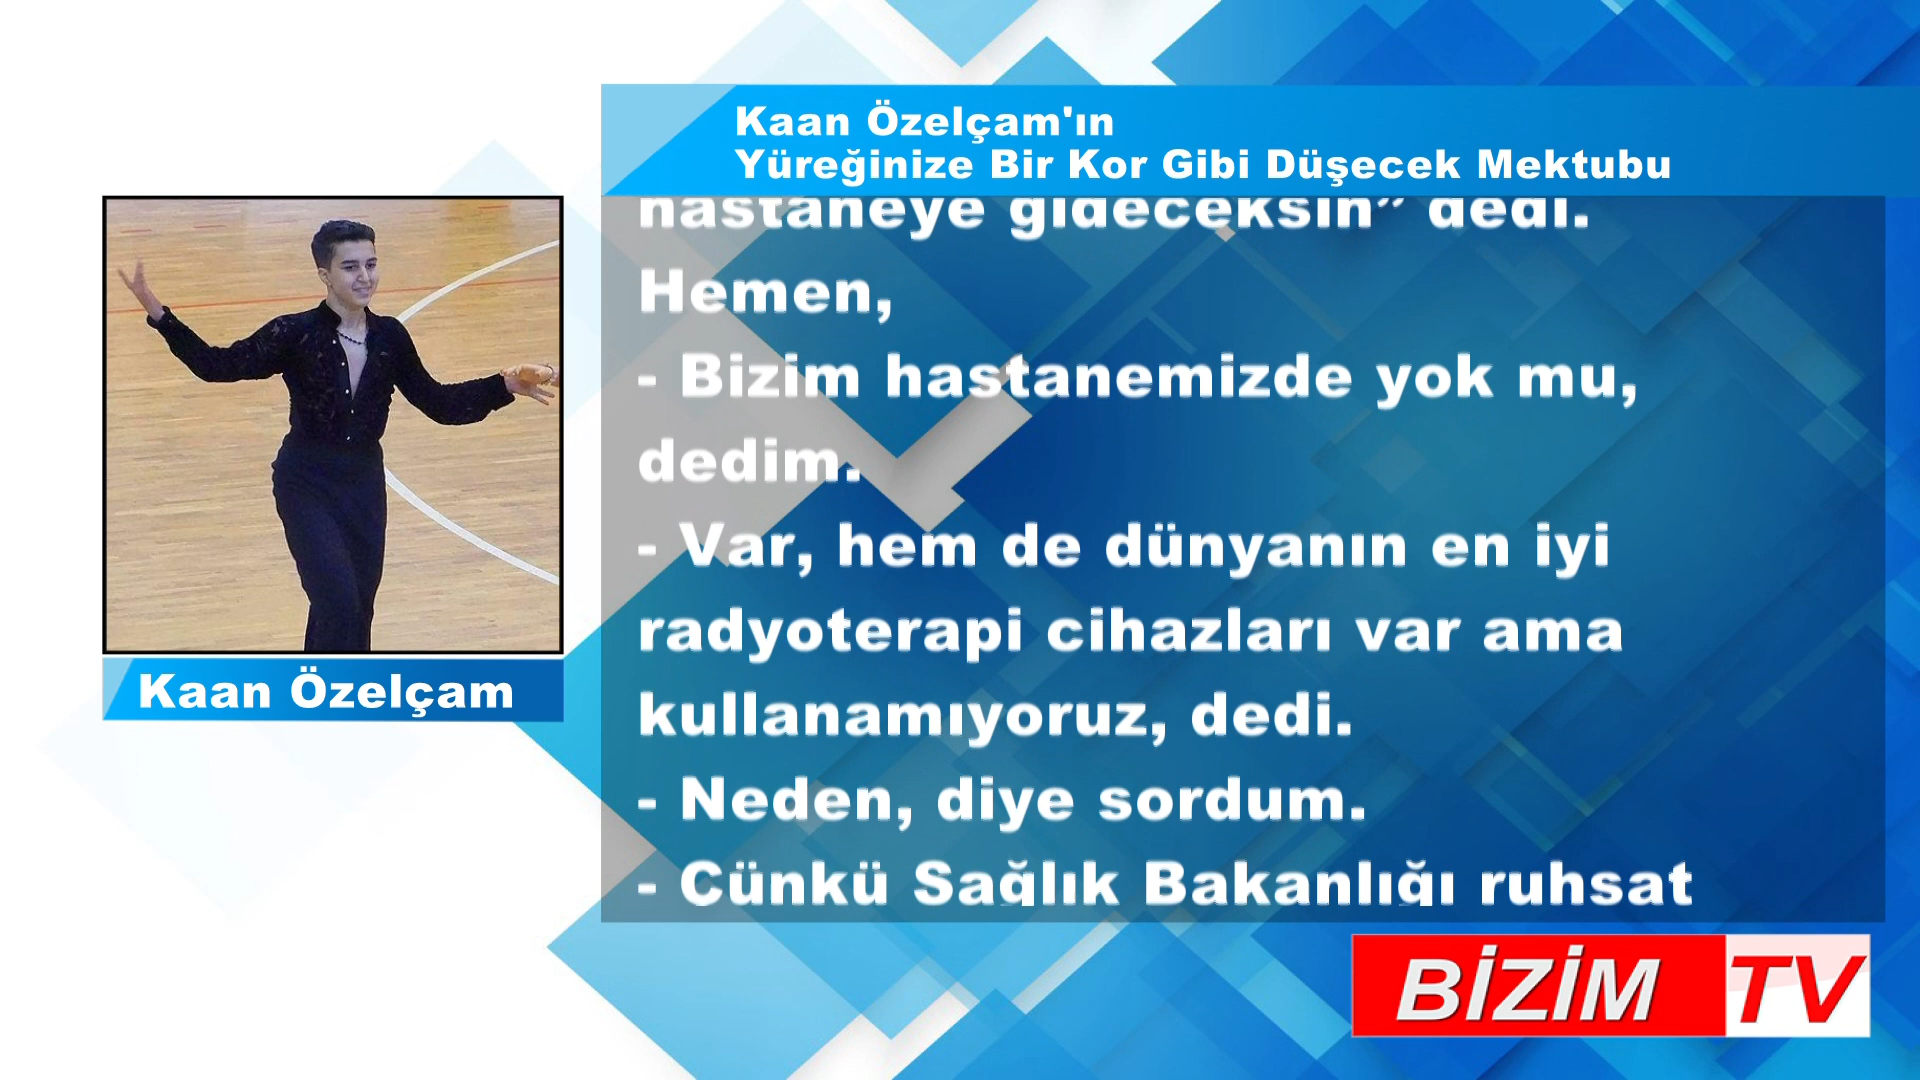 Kaan Özelçam'ın
Yüreğinize Bir Kor Gibi Düşecek Mektubu
hastaneye gideceksin” dedi.
Hemen,
- Bizim hastanemizde yok mu,
dedim.
- Var, hem de dünyanın en iyi
radyoterapi cihazları var ama
kullanamıyoruz, dedi.
- Neden, diye sordum.
- Çünkü Sağlık Bakanlığı ruhsat
Kaan Özelçam
BİZİM TV